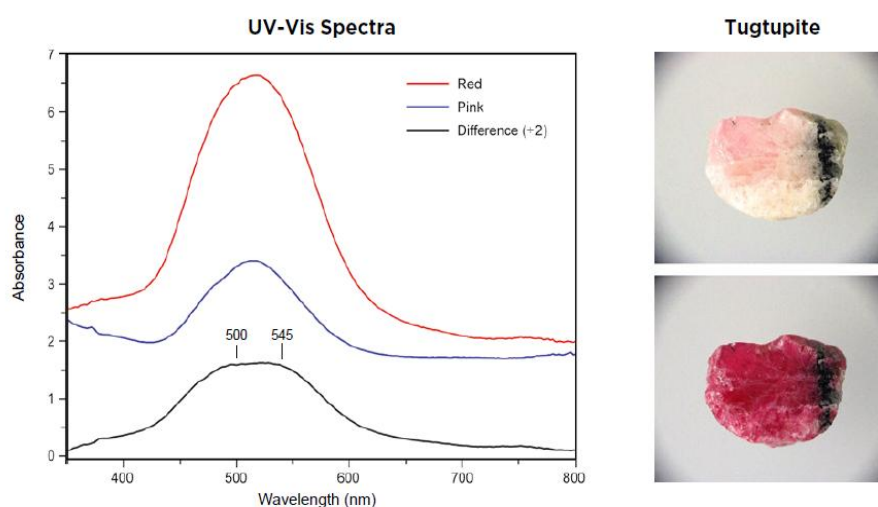 UV-Vis Spectra
Tugtupite
7
6
5
4
3
2
1
0
Absorbance
Red
Pink
Difference (÷2)
500
545
400
500
600
700
800
Wavelength (nm)